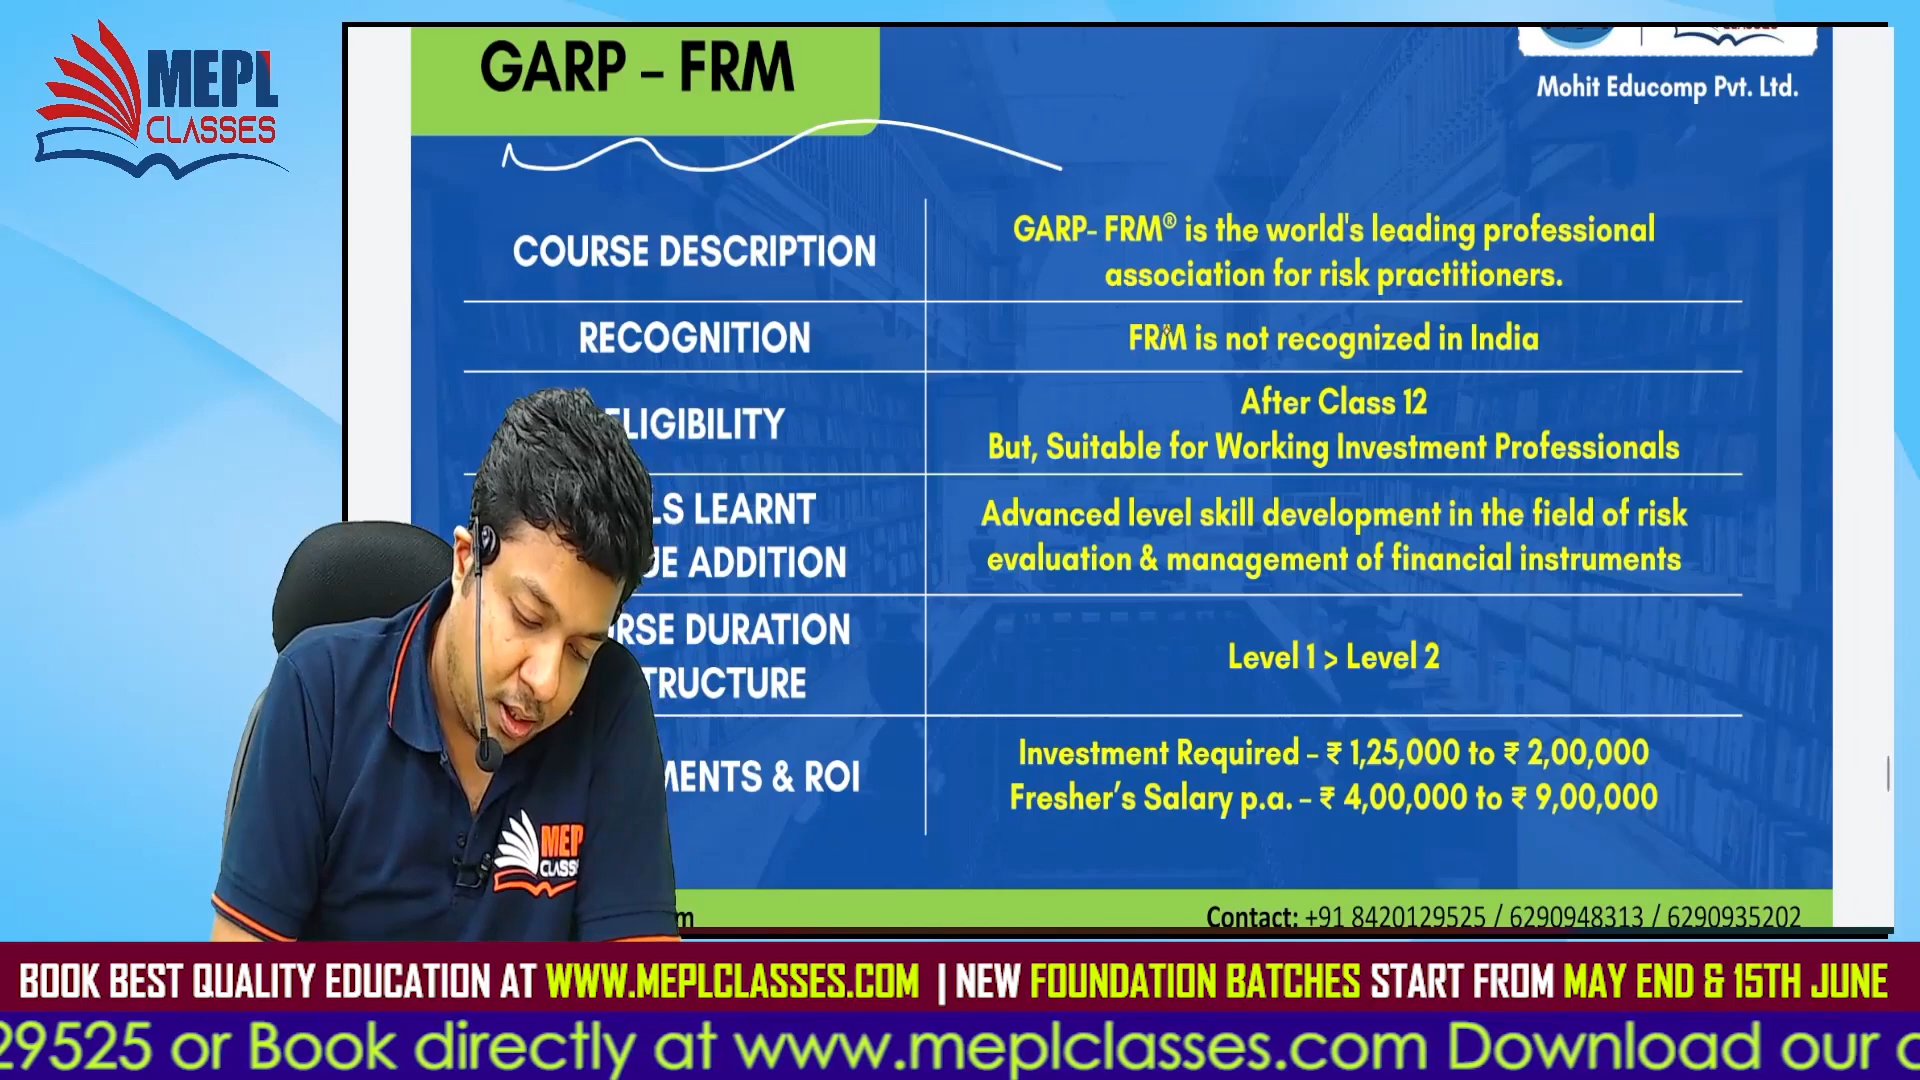 MEPL
CLASSES
GARP – FRM
Mohit Educomp Pvt. Ltd.
COURSE DESCRIPTION
GARP- FRM® is the world's leading professional
association for risk practitioners.
RECOGNITION
FRM is not recognized in India
LIGIBILITY
After Class 12
But, Suitable for Working Investment Professionals
LS LEARNT
UE ADDITION
Advanced level skill development in the field of risk
evaluation & management of financial instruments
RSE DURATION
TRUCTURE
Level 1 > Level 2
MENTS & ROI
Investment Required – ₹ 1,25,000 to ₹ 2,00,000
Fresher’s Salary p.a. – ₹ 4,00,000 to ₹ 9,00,000
MEP
CLASS
m
Contact: +91 8420129525 / 6290948313 / 6290935202
BOOK BEST QUALITY EDUCATION AT WWW.MEPLCLASSES.COM | NEW FOUNDATION BATCHES START FROM MAY END & 15TH JUNE
29525 or Book directly at www.meplclasses.com Download our